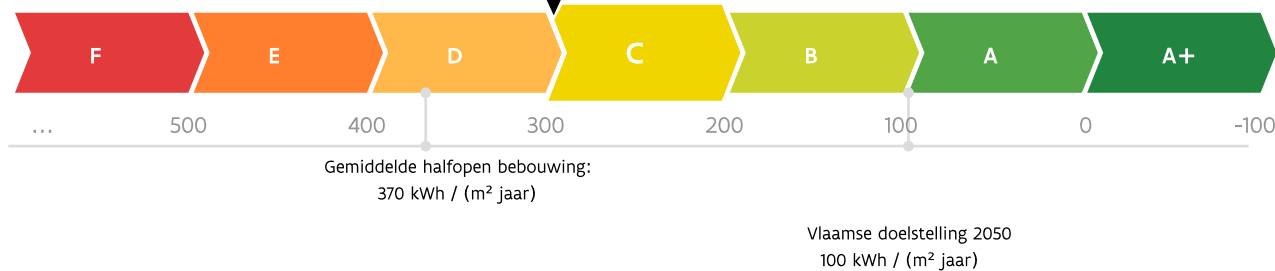 F E D C B A A+
... 500 400 300 200 100 0 -100
Gemiddelde halfopen bebouwing:
370 kWh / (m² jaar)
Vlaamse doelstelling 2050
100 kWh / (m² jaar)